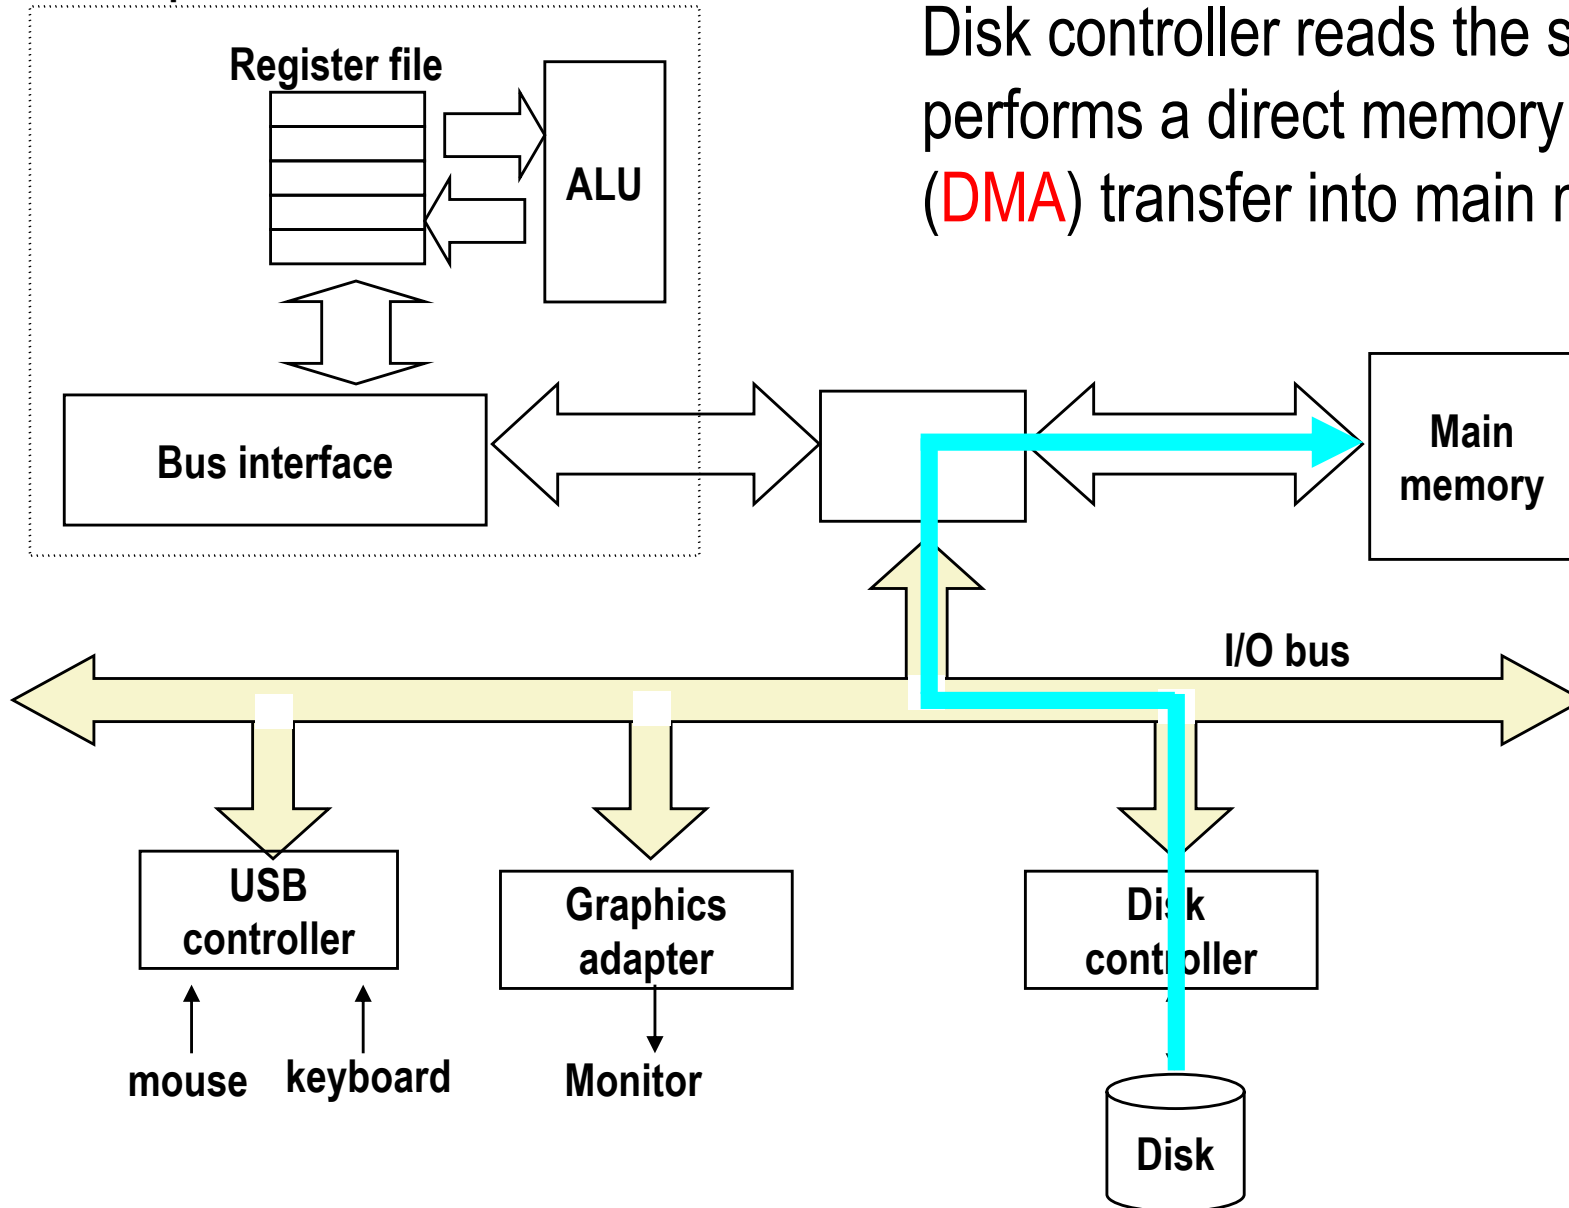 Disk controller reads the
performs a direct memory
(DMA) transfer into main
Register file
ALU
Bus interface
Main
memory
I/O bus
USB
controller
Graphics
adapter
Disk
controller
mouse
keyboard
Monitor
Disk